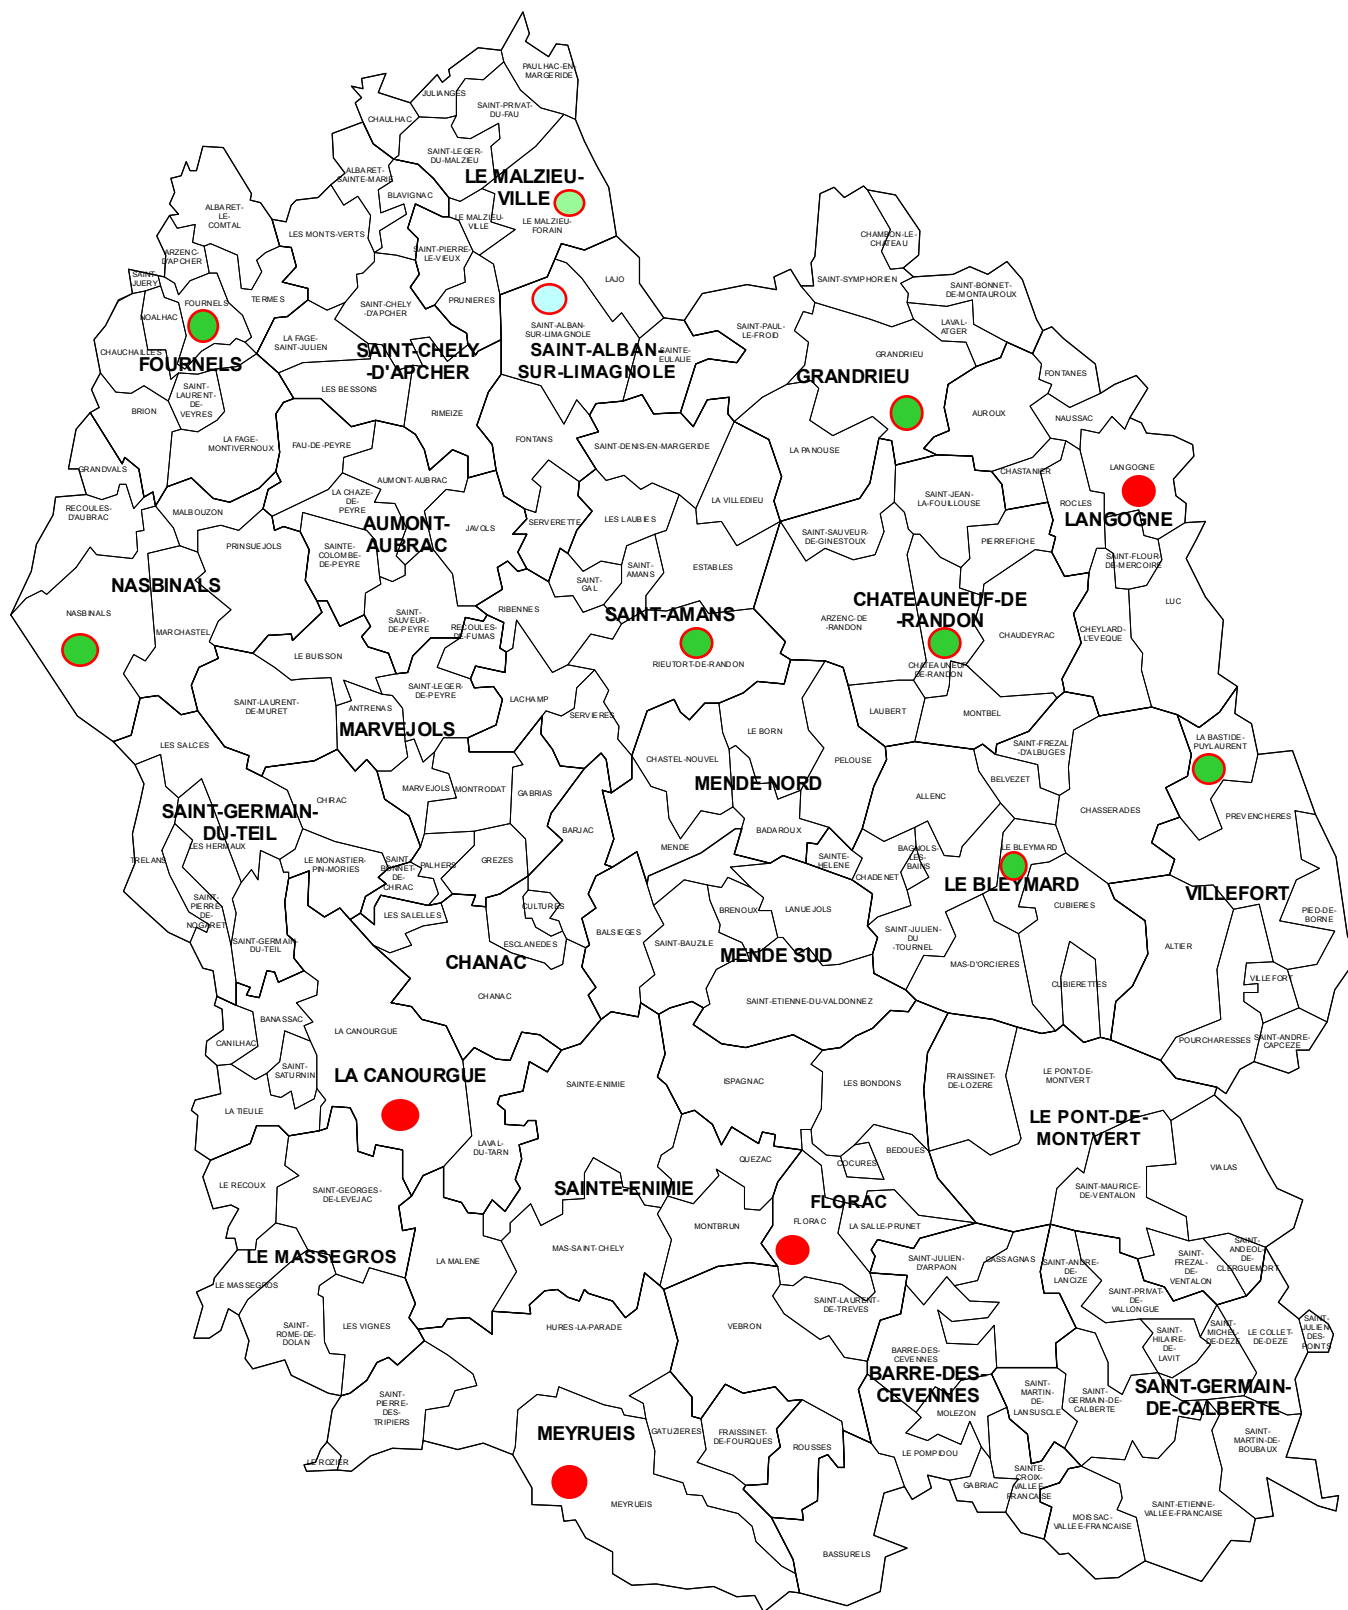 PAULHAC-EN-
MARGERIDE
JULIANGES
SAINT-PRIVAT-
DU-FAU
CHAULHAC
SAINT-LEGER-
DU-MALZIEU
ALBARET-
SAINTE-MARIE
LE MALZIEU-
VILLE
BLAVIGNAC
ALBARET-
LE-
COMTAL
LES MONTS-VERTS
LE MALZIEU-
VILLE
LE MALZIEU-
FORAIN
CHAMBON-LE-
CHATEAU
ARZENC-
D'APCHER
SAINT-PIERRE-
LE-VIEUX
LAJO
SAINT-SYMPHORIEN
SAINT-
JUERY
FOURNELS
TERMES
PRUNIERES
SAINT-BONNET-
DE-MONTAUROUX
NOALHAC
SAINT-CHELY
-D'APCHER
SAINT-ALBAN-
SUR-LIMAGNOLE
SAINT-PAUL-
LE-FROID
LAVAL-
ATGER
CHAUCHAILLES
LA FAGE-
SAINT-JULIEN
SAINT-CHELY
-D'APCHER
SAINT-ALBAN-
SUR-LIMAGNOLE
SAINTE-
EULALIE
GRANDRIEU
FOURNELS
GRANDRIEU
FONTANES
SAINT-
LAURENT-
DE-
VEYRES
LES BESSONS
BRION
RIMEIZE
AUROUX
NAUSSAC
LA FAGE-
MONTIVERNOUX
FAU-DE-PEYRE
FONTANS
SAINT-DENIS-EN-MARGERIDE
LA PANOUSE
GRANDVALS
AUMONT-AUBRAC
CHASTANIER
LANGOGNE
RECOULES-
D'AUBRAC
MALBOUZON
LA CHAZE-
DE-
PEYRE
LA VILLEDIEU
SAINT-JEAN-
LA-FOUILLOUSE
ROCLES
LANGOGNE
AUMONT-
AUBRAC
JAVOLS
SERVERETTE
LES LAUBIES
SAINT-SAUVEUR-
DE-GINESTOUX
PIERREFICHE
PRINSUEJOLS
SAINTE-
COLOMBE-
DE-PEYRE
SAINT-FLOUR-
DE-MERCOIRE
SAINT-
GAL
SAINT-
AMANS
ESTABLES
NASBINALS
NASBINALS
MARCHASTEL
SAINT-
SAUVEUR-
DE-PEYRE
RECOULES-
DE-FUMAS
RIBENNES
SAINT-AMANS
CHATEAUNEUF-DE
-RANDON
ARZENC-DE
-RANDON
CHAUDEYRAC
CHEYLARD-
L'EVEQUE
LUC
LE BUISSON
RIEUTORT-DE-RANDON
CHATEAUNEUF-
DE-RANDON
SAINT-LAURENT-
DE-MURET
ANTRENAS
SAINT-LEGER-
DE-PEYRE
LACHAMP
SERVIERES
LAUBERT
MONTBEL
MARVEJOLS
LE BORN
LES SALCES
CHASTEL-NOUVEL
PELOUSE
SAINT-FREZAL
-D'ALBUGES
LA BASTIDE-
PUYLAURENT
BELVEZET
MENDE NORD
MARVEJOLS
MONTRODAT
GABRIAS
ALLENC
CHASSERADES
CHIRAC
SAINT-GERMAIN-
DU-TEIL
PREVENCHERES
BARJAC
BADAROUX
LES HERMAUX
MENDE
TRELANS
LE MONASTIER-
PIN-MORIES
SAINT-
BONNET-
DE-
CHIRAC
PALHERS
GREZES
SAINTE-
HELENE
CHADENET
BAGNOLS-
LES-
BAINS
LE BLEYMARD
LE BLEYMARD
VILLEFORT
SAINT-
PIERRE-
DE-
NOGARET
LES SALELLES
CULTURES
BRENOUX
LANUEJOLS
CUBIERES
PIED-DE-
BORNE
SAINT-GERMAIN-
DU-TEIL
ESCLANEDES
BALSIEGES
SAINT-BAUZILE
MENDE SUD
SAINT-JULIEN-
DU
-TOURNEL
ALTIER
CHANAC
MAS-D'ORCIERES
CHANAC
SAINT-ETIENNE-DU-VALDONNEZ
CUBIERETTES
VILLEFORT
BANASSAC
LA CANOURGUE
CANILHAC
POURCHARESSES
SAINT-ANDRE-
CAPCEZE
SAINT-
SATURNIN
LA CANOURGUE
SAINTE-ENIMIE
ISPAGNAC
LES BONDONS
FRAISSINET-
DE-LOZERE
LE PONT-DE-
MONTVERT
LA TIEULE
LE PONT-DE-
MONTVERT
LAVAL-
DU-TARN
QUEZAC
COCURES
BEDOUES
VIALAS
LE RECOUX
SAINT-GEORGES-
DE-LEVEJAC
SAINTE-ENIMIE
FLORAC
SAINT-MAURICE-
DE-VENTALON
MONTBRUN
FLORAC
LA SALLE-PRUNET
LE MASSEGROS
MAS-SAINT-CHELY
LA MALENE
SAINT-JULIEN-
D'ARPAON
CASSAGNAS
SAINT-ANDRE-
DE-
LANCIZE
SAINT-
FREZAL-
DE-
VENTALON
SAINT-
ANDEOL-
DE-
CLERGUEMORT
LE MASSEGROS
SAINT-LAURENT-
DE-TREVES
SAINT-PRIVAT-
DE-
VALLONGUE
SAINT-
ROME-DE-
DOLAN
LES VIGNES
HURES-LA-PARADE
VEBRON
SAINT-
HILAIRE-
DE-
LAVIT
SAINT-
MICHEL-
DE-DEZE
LE COLLET-
DE-DEZE
SAINT-
JULIEN-
DES-
POINTS
BARRE-DES-
CEVENNES
BARRE-DES-
CEVENNES
SAINT-
PIERRE-
DES-
TRIPIERS
SAINT-
MARTIN-
DE-
LANSUSCLE
SAINT-
GERMAIN-DE-
CALBERTE
SAINT-GERMAIN-
DE-CALBERTE
MOLEZON
MEYRUEIS
GATUZIERES
FRAISSINET-
DE-FOURQUES
ROUSSES
LE POMPIDOU
SAINT-
MARTIN-DE-
BOUBAUX
LE ROZIER
GABRIAC
SAINTE-
CROIX-
VALLEE-
FRANCAISE
MEYRUEIS
MOISSAC-
VALLEE-FRANCAISE
SAINT-ETIENNE-
VALLEE-FRANCAISE
BASSURELS